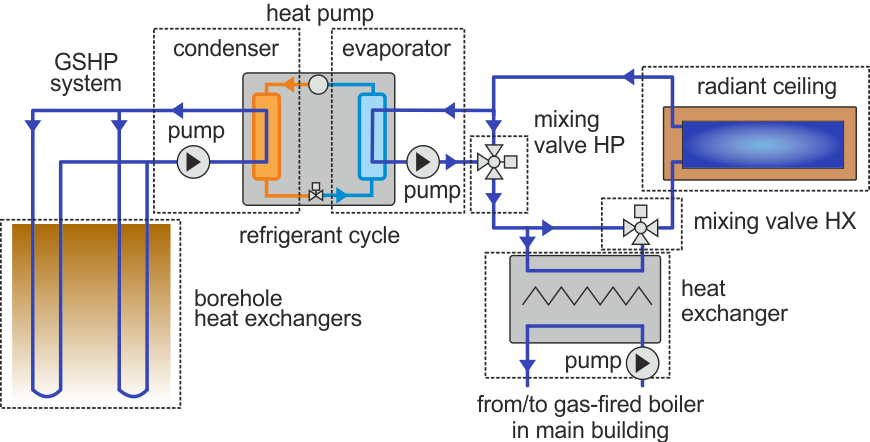 heat pump
condenser
evaporator
GSHP
system
radiant ceiling
pump
mixing
valve HP
pump
refrigerant cycle
mixing valve HX
borehole
heat exchangers
heat
exchanger
pump
from/to gas-fired boiler
in main building